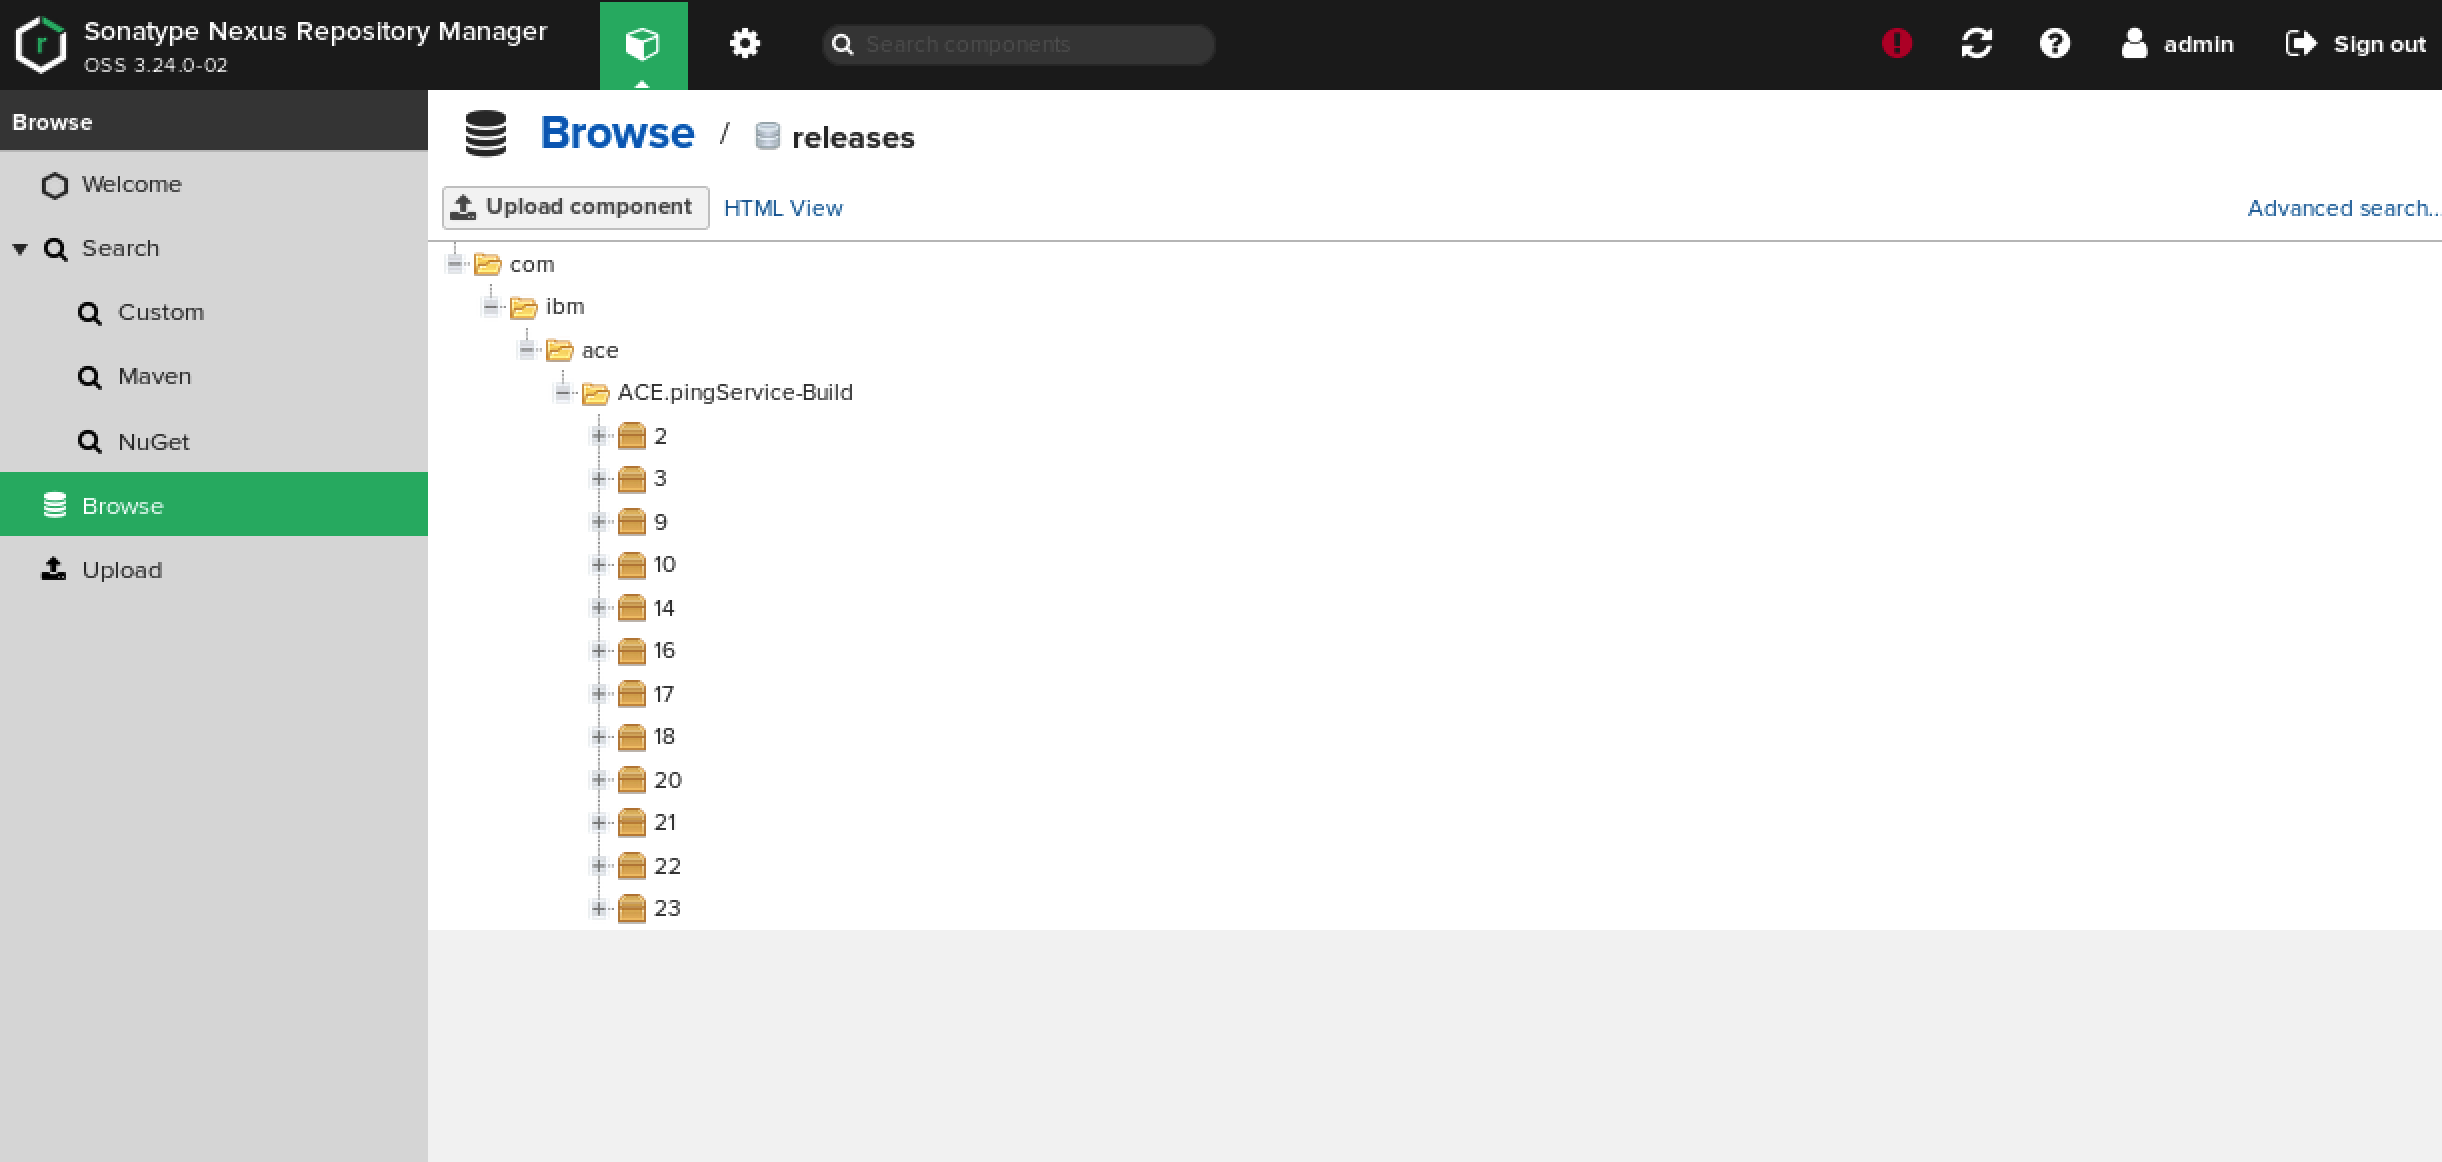 Sonatype Nexus Repository Manager
OSS 3.24.0-02
Search components
admin
Sign out
Browse
Welcome
Search
Custom
Maven
NuGet
Browse
Upload
Browse / releases
Upload component
HTML View
Advanced search...
com
ibm
ace
ACE.pingService-Build
2
3
9
10
14
16
17
18
20
21
22
23